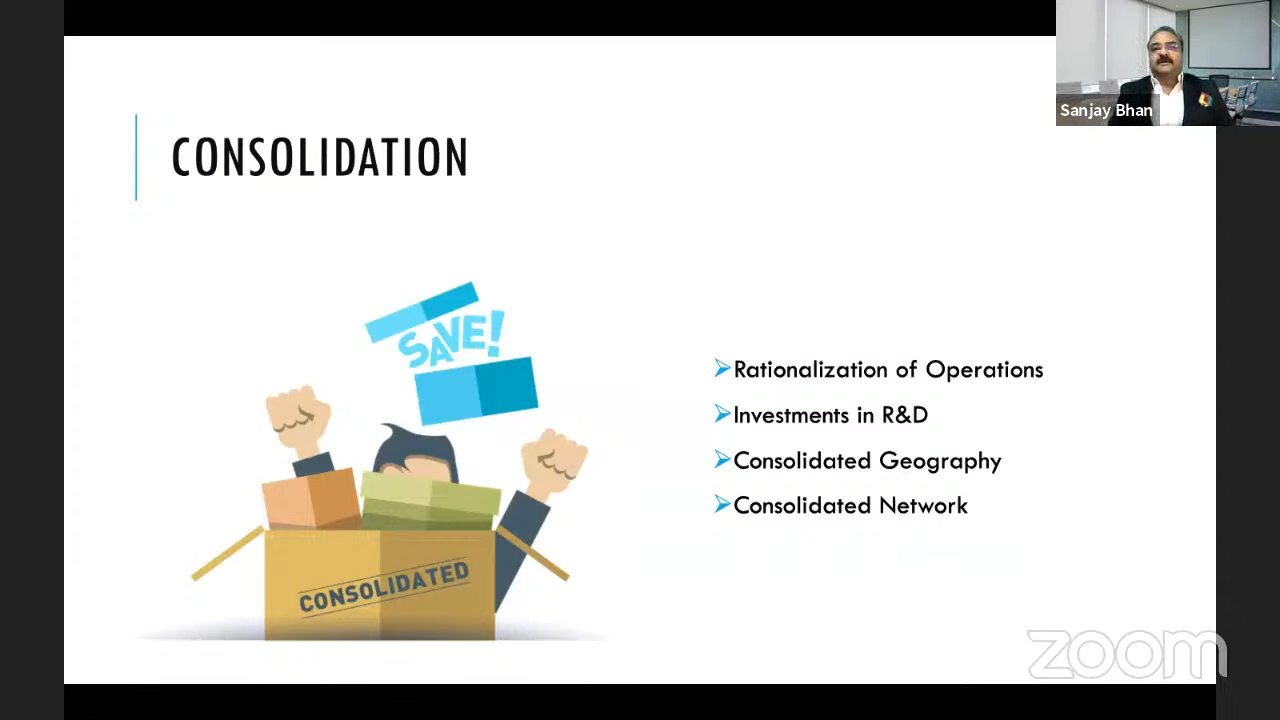 Sanjay Bhan
CONSOLIDATION
SAVE!
CONSOLIDATED
Rationalization of Operations
Investments in R&D
Consolidated Geography
Consolidated Network
zoom